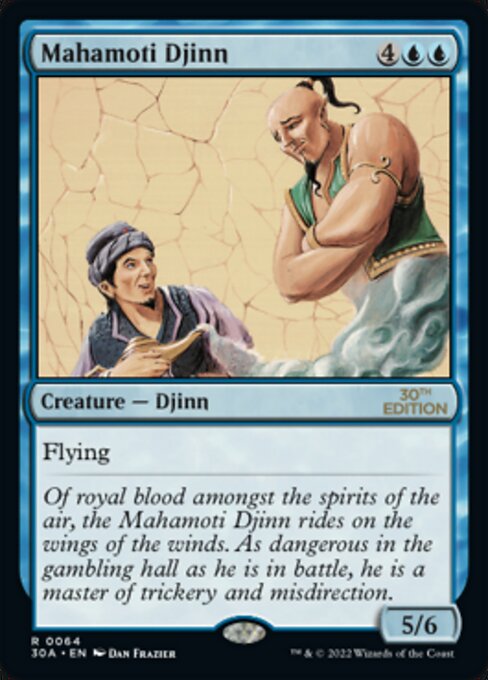 Mahamoti Djinn 4
Creature — Djinn
30TH
EDITION
Flying
Of royal blood amongst the spirits of the
air, the Mahamoti Djinn rides on the
wings of the winds. As dangerous in the
gambling hall as he is in battle, he is a
master of trickery and misdirection.
5/6
R 0064
30A • EN Dan Frazier
™ & © 2022 Wizards of the Coast